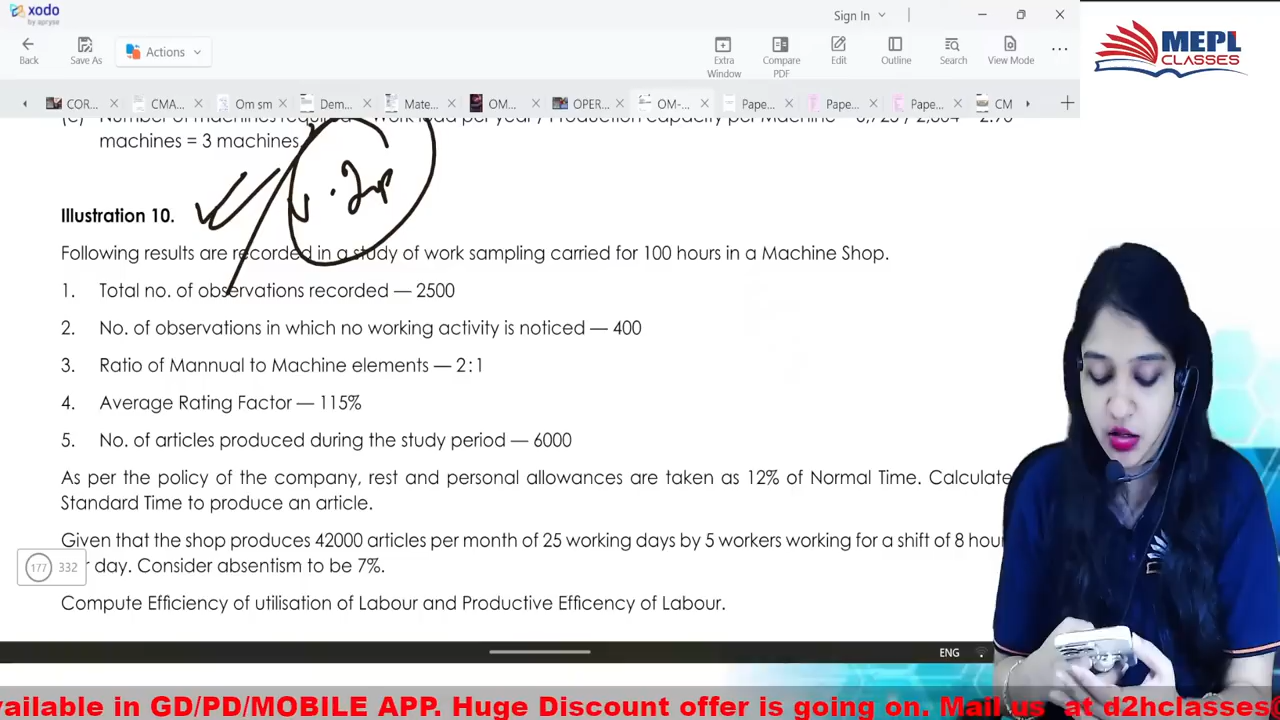 xodo
by apryse
Sign In
Back
Save As
Actions
Extra Window
Compare PDF
Edit
Outline
Search
View Mode
COR...
CMA...
Om sm
Dem...
Mate...
OM...
OPER...
OM-...
Pape...
Pape...
Pape...
CM
MEPL
CLASSES
machines = 3 machines.
V. Imp
Illustration 10.
Following results are recorded in a study of work sampling carried for 100 hours in a Machine Shop.
1. Total no. of observations recorded — 2500
2. No. of observations in which no working activity is noticed — 400
3. Ratio of Mannual to Machine elements — 2:1
4. Average Rating Factor — 115%
5. No. of articles produced during the study period — 6000
As per the policy of the company, rest and personal allowances are taken as 12% of Normal Time. Calculate
Standard Time to produce an article.
Given that the shop produces 42000 articles per month of 25 working days by 5 workers working for a shift of 8 hour
177 332
r day. Consider absentism to be 7%.
Compute Efficiency of utilisation of Labour and Productive Efficency of Labour.
ENG
vailable in GD/PD/MOBILE APP. Huge Discount offer is going on. Mail us at d2hclasses